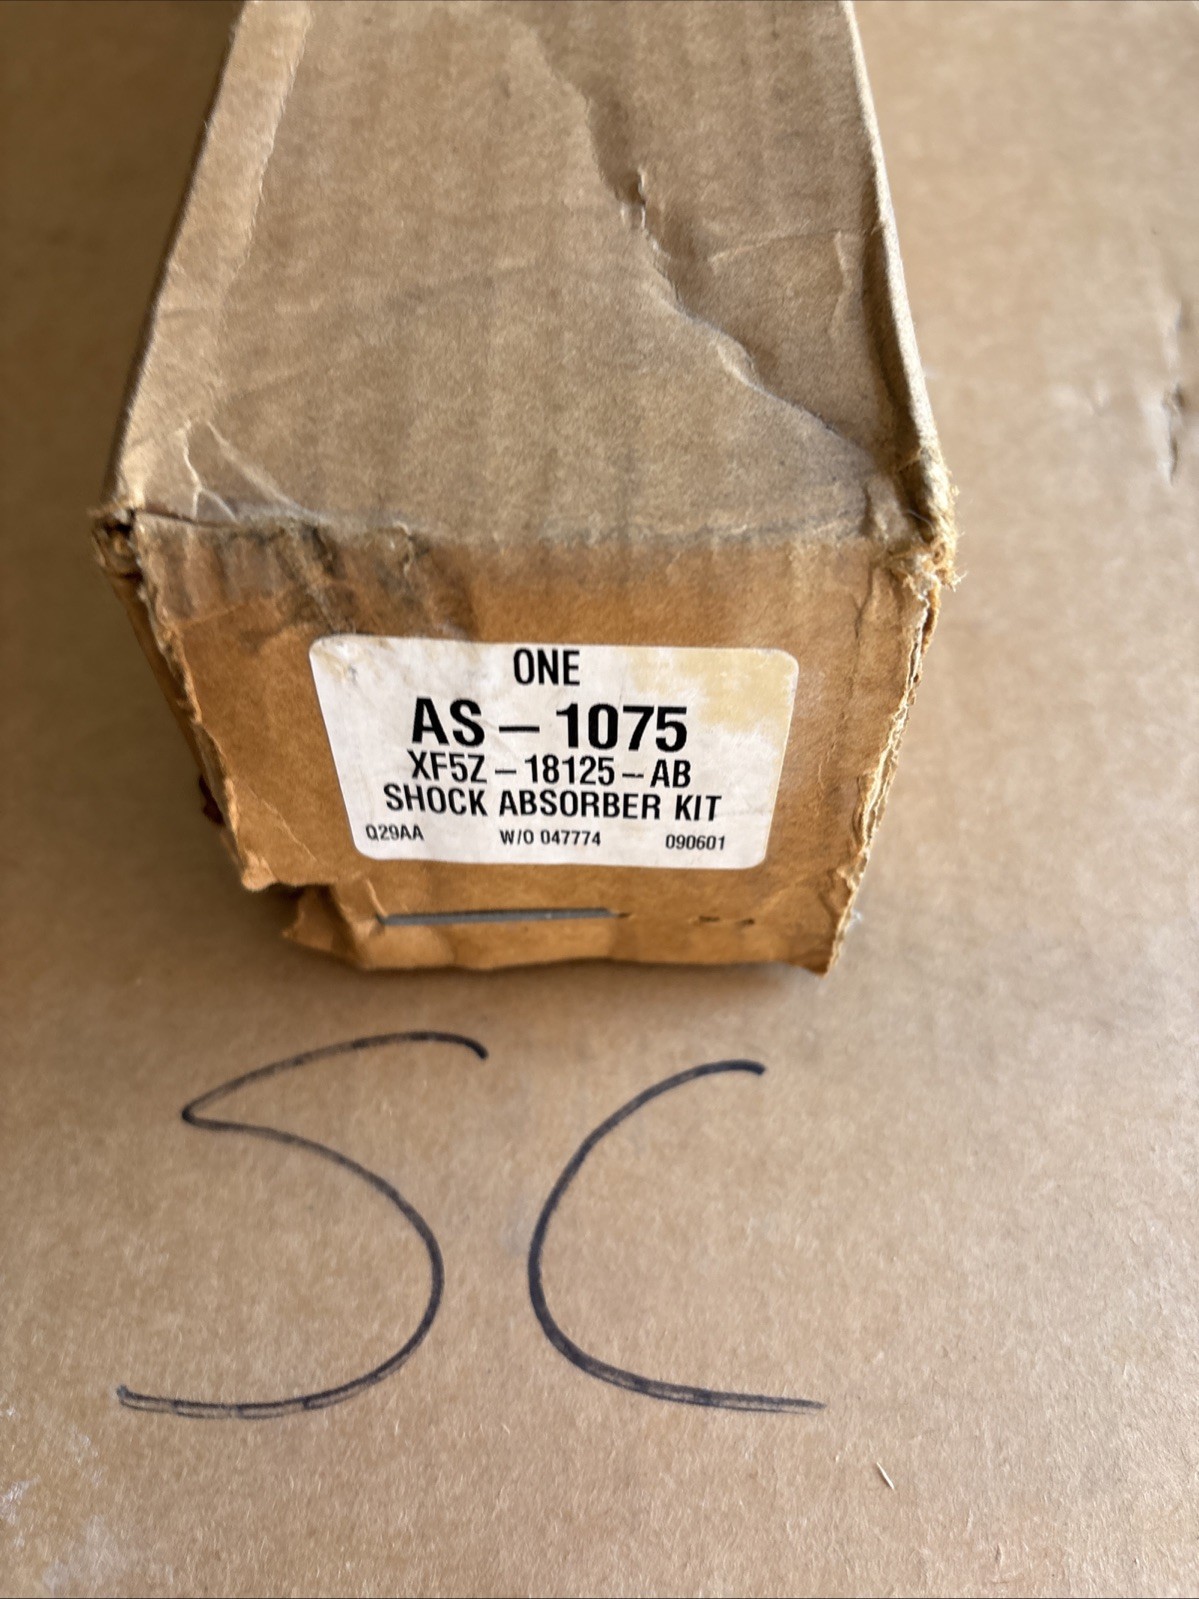 ONE
AS – 1075
XF5Z – 18125 – AB
SHOCK ABSORBER KIT
Q29AA W/O 047774 090601
SC